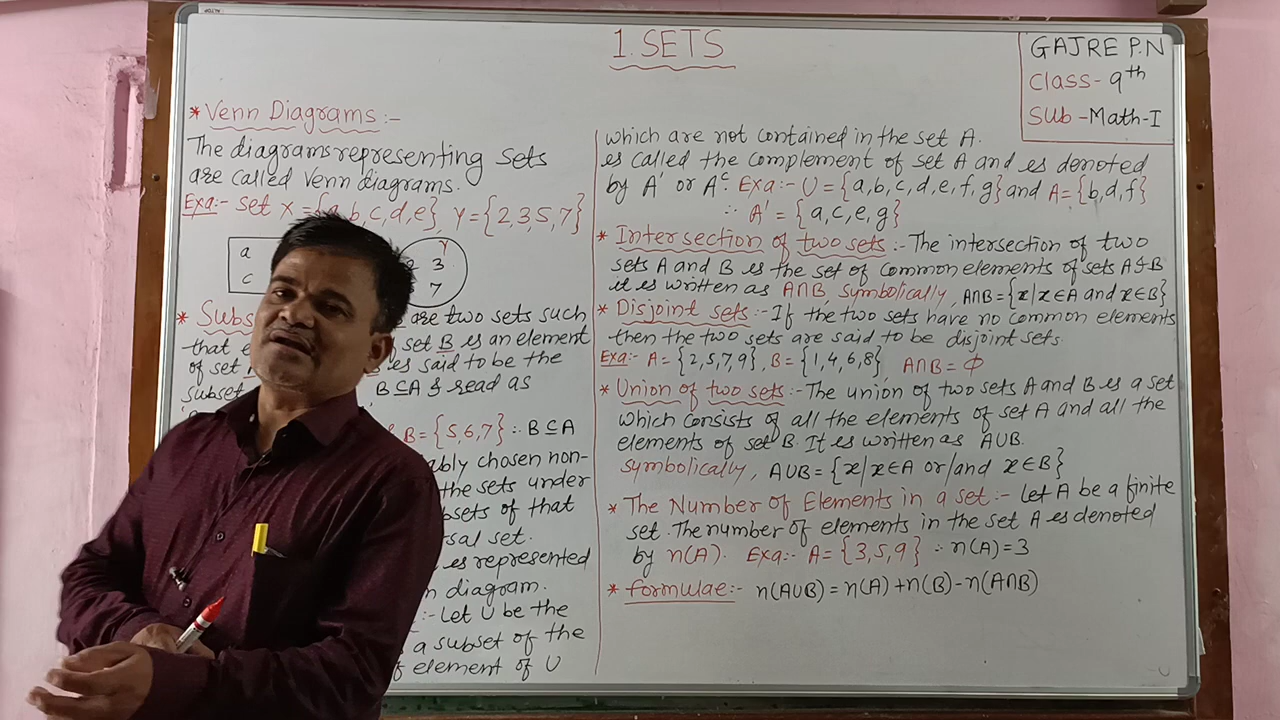 1. SETS
GAJRE P.N
Class- 9th
Sub -Math-I
* Venn Diagrams:-
The diagrams representing sets
are called Venn diagrams.
Exa:- Set X={a,b,c,d,e}, Y={2,3,5,7}
a
c
Y
3
7
* Subs are two sets such
that set B is an element
of set is said to be the
subset B⊆A & read as
B={5,6,7} ∴ B⊆A
ably chosen non-
the sets under
bsets of that
rsal set.
is represented
n diagram.
:- Let U be the
a subset of the
f element of U
which are not contained in the set A.
is called the complement of set A and is denoted
by A' or Aᶜ. Exa:- U={a,b,c,d,e,f,g} and A={b,d,f}
∴ A' = {a,c,e,g}
* Intersection of two sets:- The intersection of two
sets A and B is the set of common elements of sets A & B
it is written as A∩B, symbolically, A∩B={x/x∈A and x∈B}
* Disjoint sets:- If the two sets have no common elements
then the two sets are said to be disjoint sets.
Exa:- A={2,5,7,9}, B={1,4,6,8} A∩B=ϕ
* Union of two sets:- The union of two sets A and B is a set
which consists of all the elements of set A and all the
elements of set B. It is written as A∪B.
symbolically, A∪B={x/x∈A or/and x∈B}
* The Number of Elements in a set:- Let A be a finite
set. The number of elements in the set A is denoted
by n(A). Exa:- A={3,5,9} ∴ n(A)=3
* formulae:- n(A∪B)=n(A)+n(B)-n(A∩B)